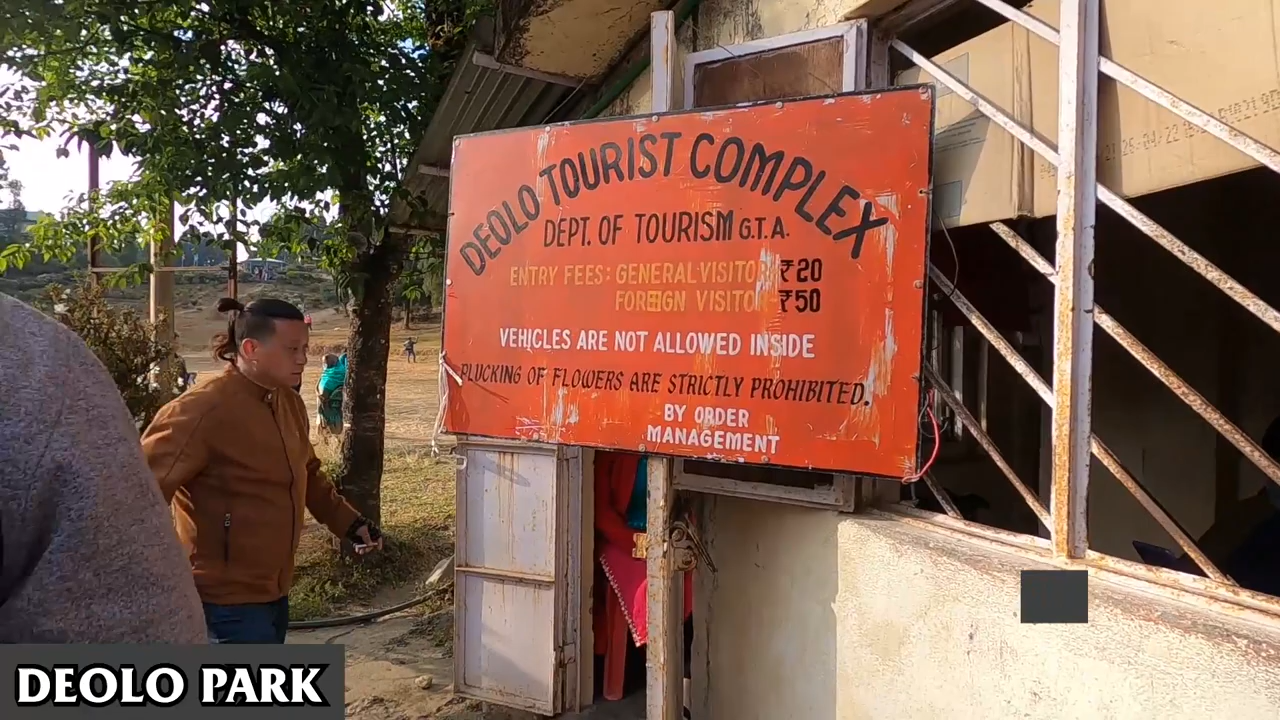 DEOLO TOURIST COMPLEX
DEPT. OF TOURISM G.T.A.
ENTRY FEES: GENERAL VISITOR ₹20
FOREIGN VISITOR ₹50
VEHICLES ARE NOT ALLOWED INSIDE
PLUCKING OF FLOWERS ARE STRICTLY PROHIBITED.
BY ORDER
MANAGEMENT
DEOLO PARK